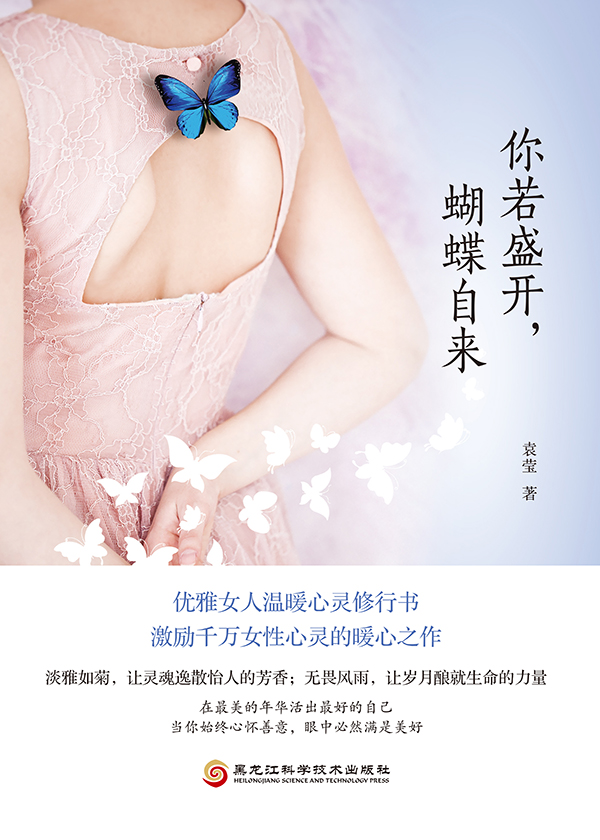 你若盛开，
蝴蝶自来
袁莹 著
优雅女人温暖心灵修行书
激励千万女性心灵的暖心之作
淡雅如菊，让灵魂逸散怡人的芳香；无畏风雨，让岁月酿就生命的力量
在最美的年华活出最好的自己
当你始终心怀善意，眼中必然满是美好
黑龙江科学技术出版社
HEILONGJIANG SCIENCE AND TECHNOLOGY PRESS